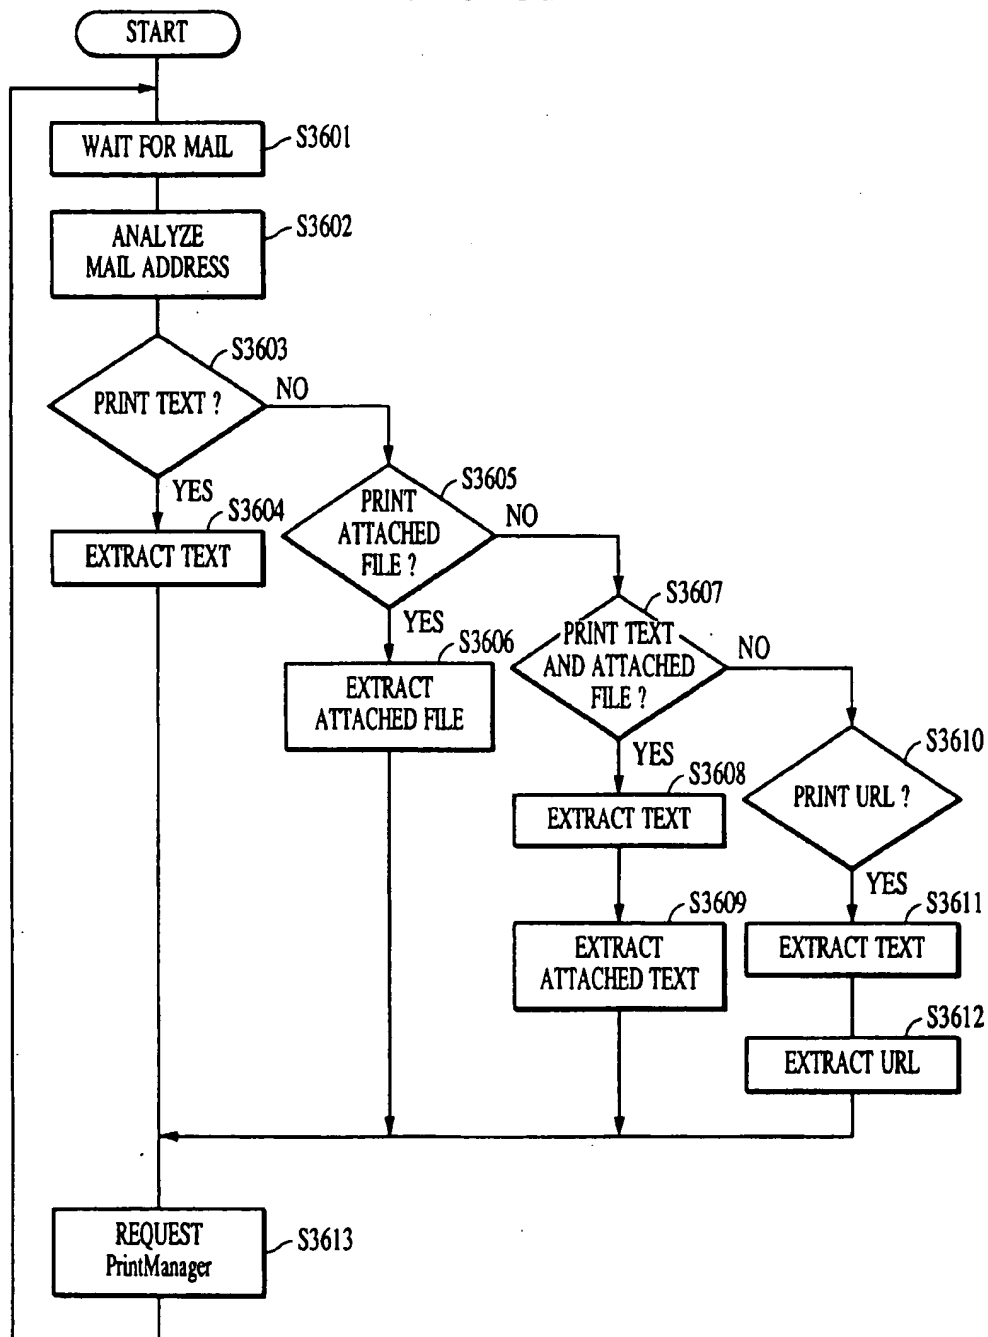 START
WAIT FOR MAIL
S3601
ANALYZE
MAIL ADDRESS
S3602
PRINT TEXT ?
S3603
NO
YES
EXTRACT TEXT
S3604
PRINT
ATTACHED
FILE ?
S3605
NO
YES
EXTRACT
ATTACHED FILE
S3606
PRINT TEXT
AND ATTACHED
FILE ?
S3607
NO
YES
EXTRACT TEXT
S3608
EXTRACT
ATTACHED TEXT
S3609
PRINT URL ?
S3610
YES
EXTRACT TEXT
S3611
EXTRACT URL
S3612
REQUEST
PrintManager
S3613